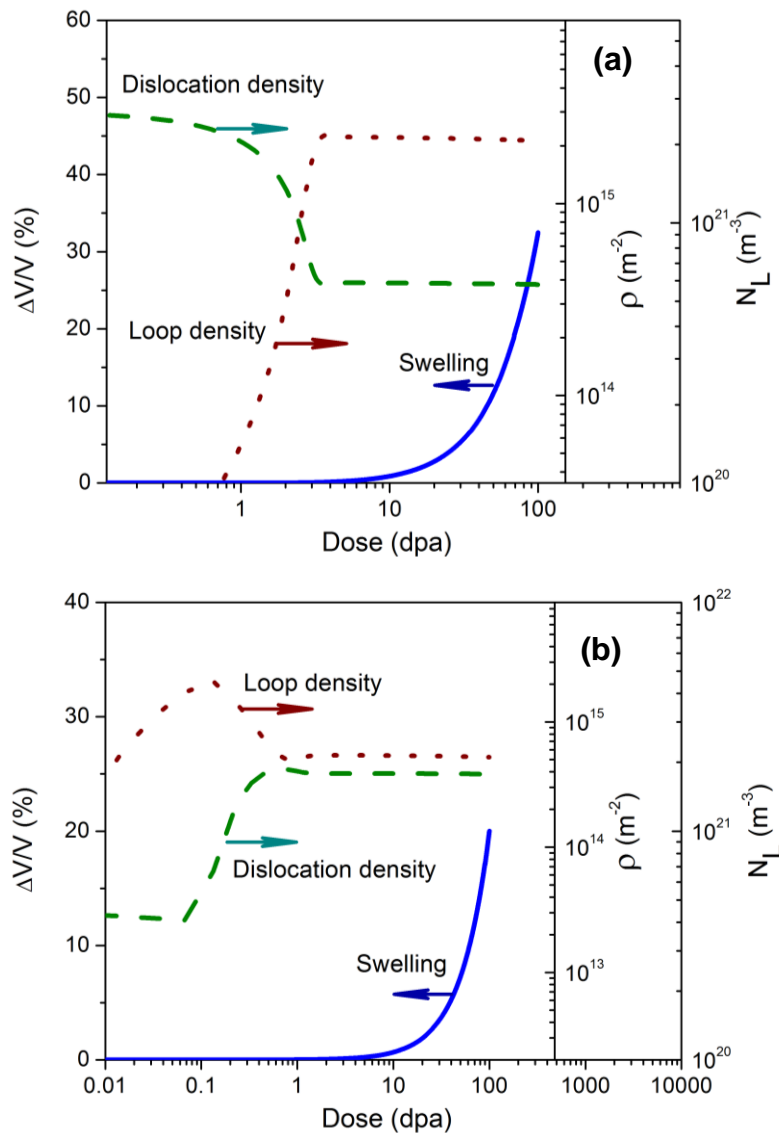 (a)
60
50
40
30
20
10
0
ΔV/V (%)
Dislocation density
Loop density
Swelling
1
10
100
Dose (dpa)
10^15
10^14
ρ (m^-2)
10^21
10^20
N_L (m^-3)
(b)
40
30
20
10
0
ΔV/V (%)
Loop density
Dislocation density
Swelling
0.01
0.1
1
10
100
1000
10000
Dose (dpa)
10^15
10^14
10^13
ρ (m^-2)
10^22
10^21
10^20
N_L (m^-3)